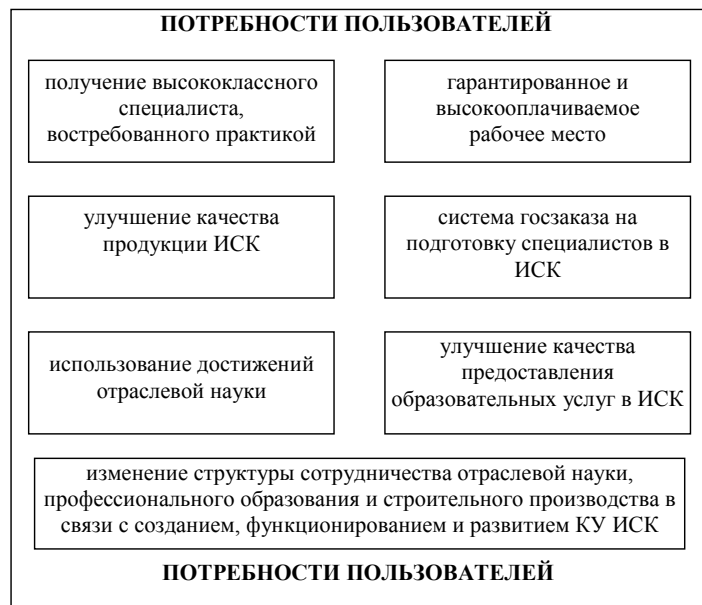 ПОТРЕБНОСТИ ПОЛЬЗОВАТЕЛЕЙ
получение высококлассного
специалиста,
востребованного практикой
гарантированное и
высокооплачиваемое
рабочее место
улучшение качества
продукции ИСК
система госзаказа на
подготовку специалистов в
ИСК
использование достижений
отраслевой науки
улучшение качества
предоставления
образовательных услуг в ИСК
изменение структуры сотрудничества отраслевой науки,
профессионального образования и строительного производства в
связи с созданием, функционированием и развитием КУ ИСК
ПОТРЕБНОСТИ ПОЛЬЗОВАТЕЛЕЙ